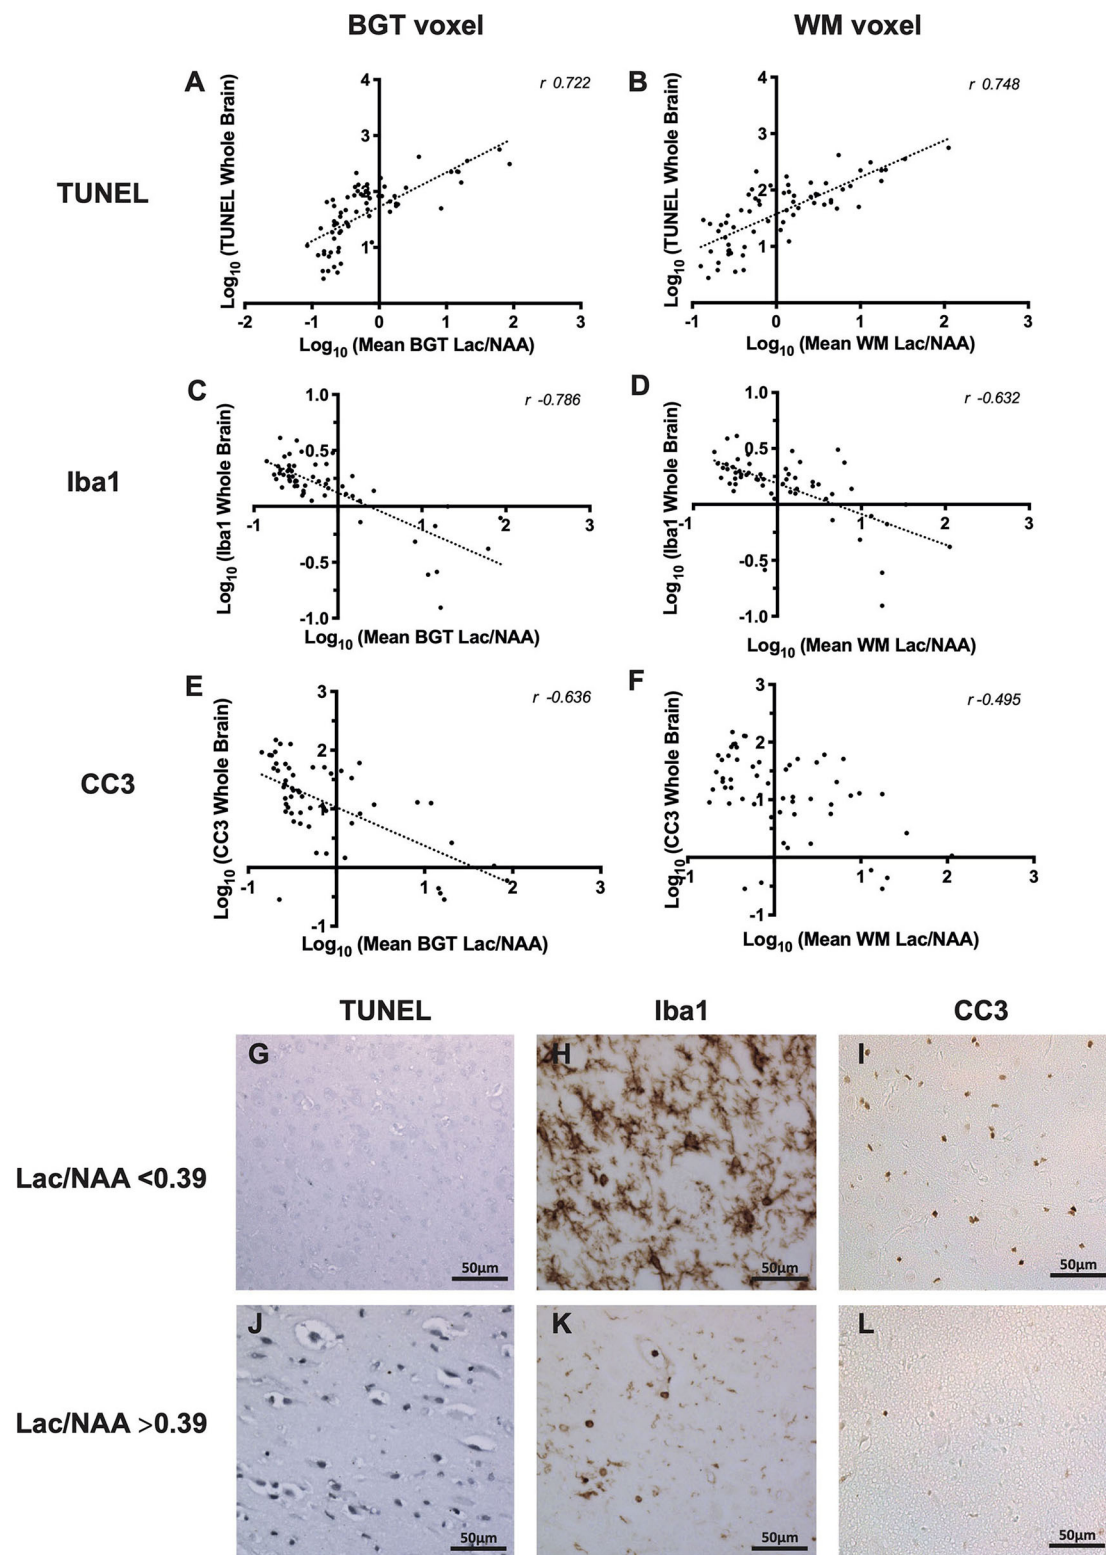 BGT voxel
WM voxel
TUNEL
A
Log10 (TUNEL Whole Brain)
4
3
2
1
r 0.722
-2
-1
0
1
2
3
Log10 (Mean BGT Lac/NAA)
B
Log10 (TUNEL Whole Brain)
4
3
2
1
r 0.748
-1
0
1
2
3
Log10 (Mean WM Lac/NAA)
Iba1
C
Log10 (Iba1 Whole Brain)
1.0
0.5
-0.5
-1.0
r -0.786
-1
1
2
3
Log10 (Mean BGT Lac/NAA)
D
Log10 (Iba1 Whole Brain)
1.0
0.5
-0.5
-1.0
r -0.632
-1
1
2
3
Log10 (Mean WM Lac/NAA)
CC3
E
Log10 (CC3 Whole Brain)
3
2
1
-1
r -0.636
-1
1
2
3
Log10 (Mean BGT Lac/NAA)
F
Log10 (CC3 Whole Brain)
3
2
1
-1
r -0.495
-1
1
2
3
Log10 (Mean WM Lac/NAA)
TUNEL
Iba1
CC3
Lac/NAA <0.39
G
50µm
H
50µm
I
50µm
Lac/NAA >0.39
J
50µm
K
50µm
L
50µm